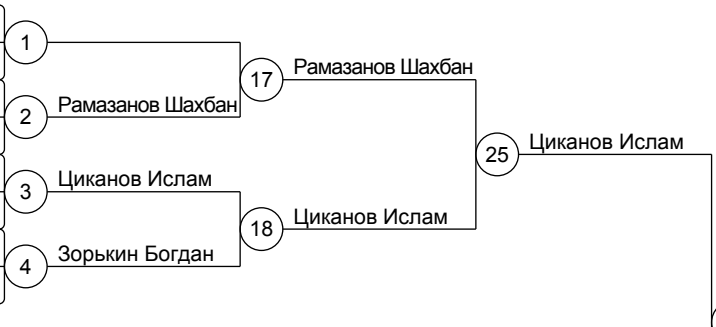 1
Рамазанов Шахбан
17
Рамазанов Шахбан
2
Циканов Ислам
25
Циканов Ислам
3
Циканов Ислам
18
Зорькин Богдан
4